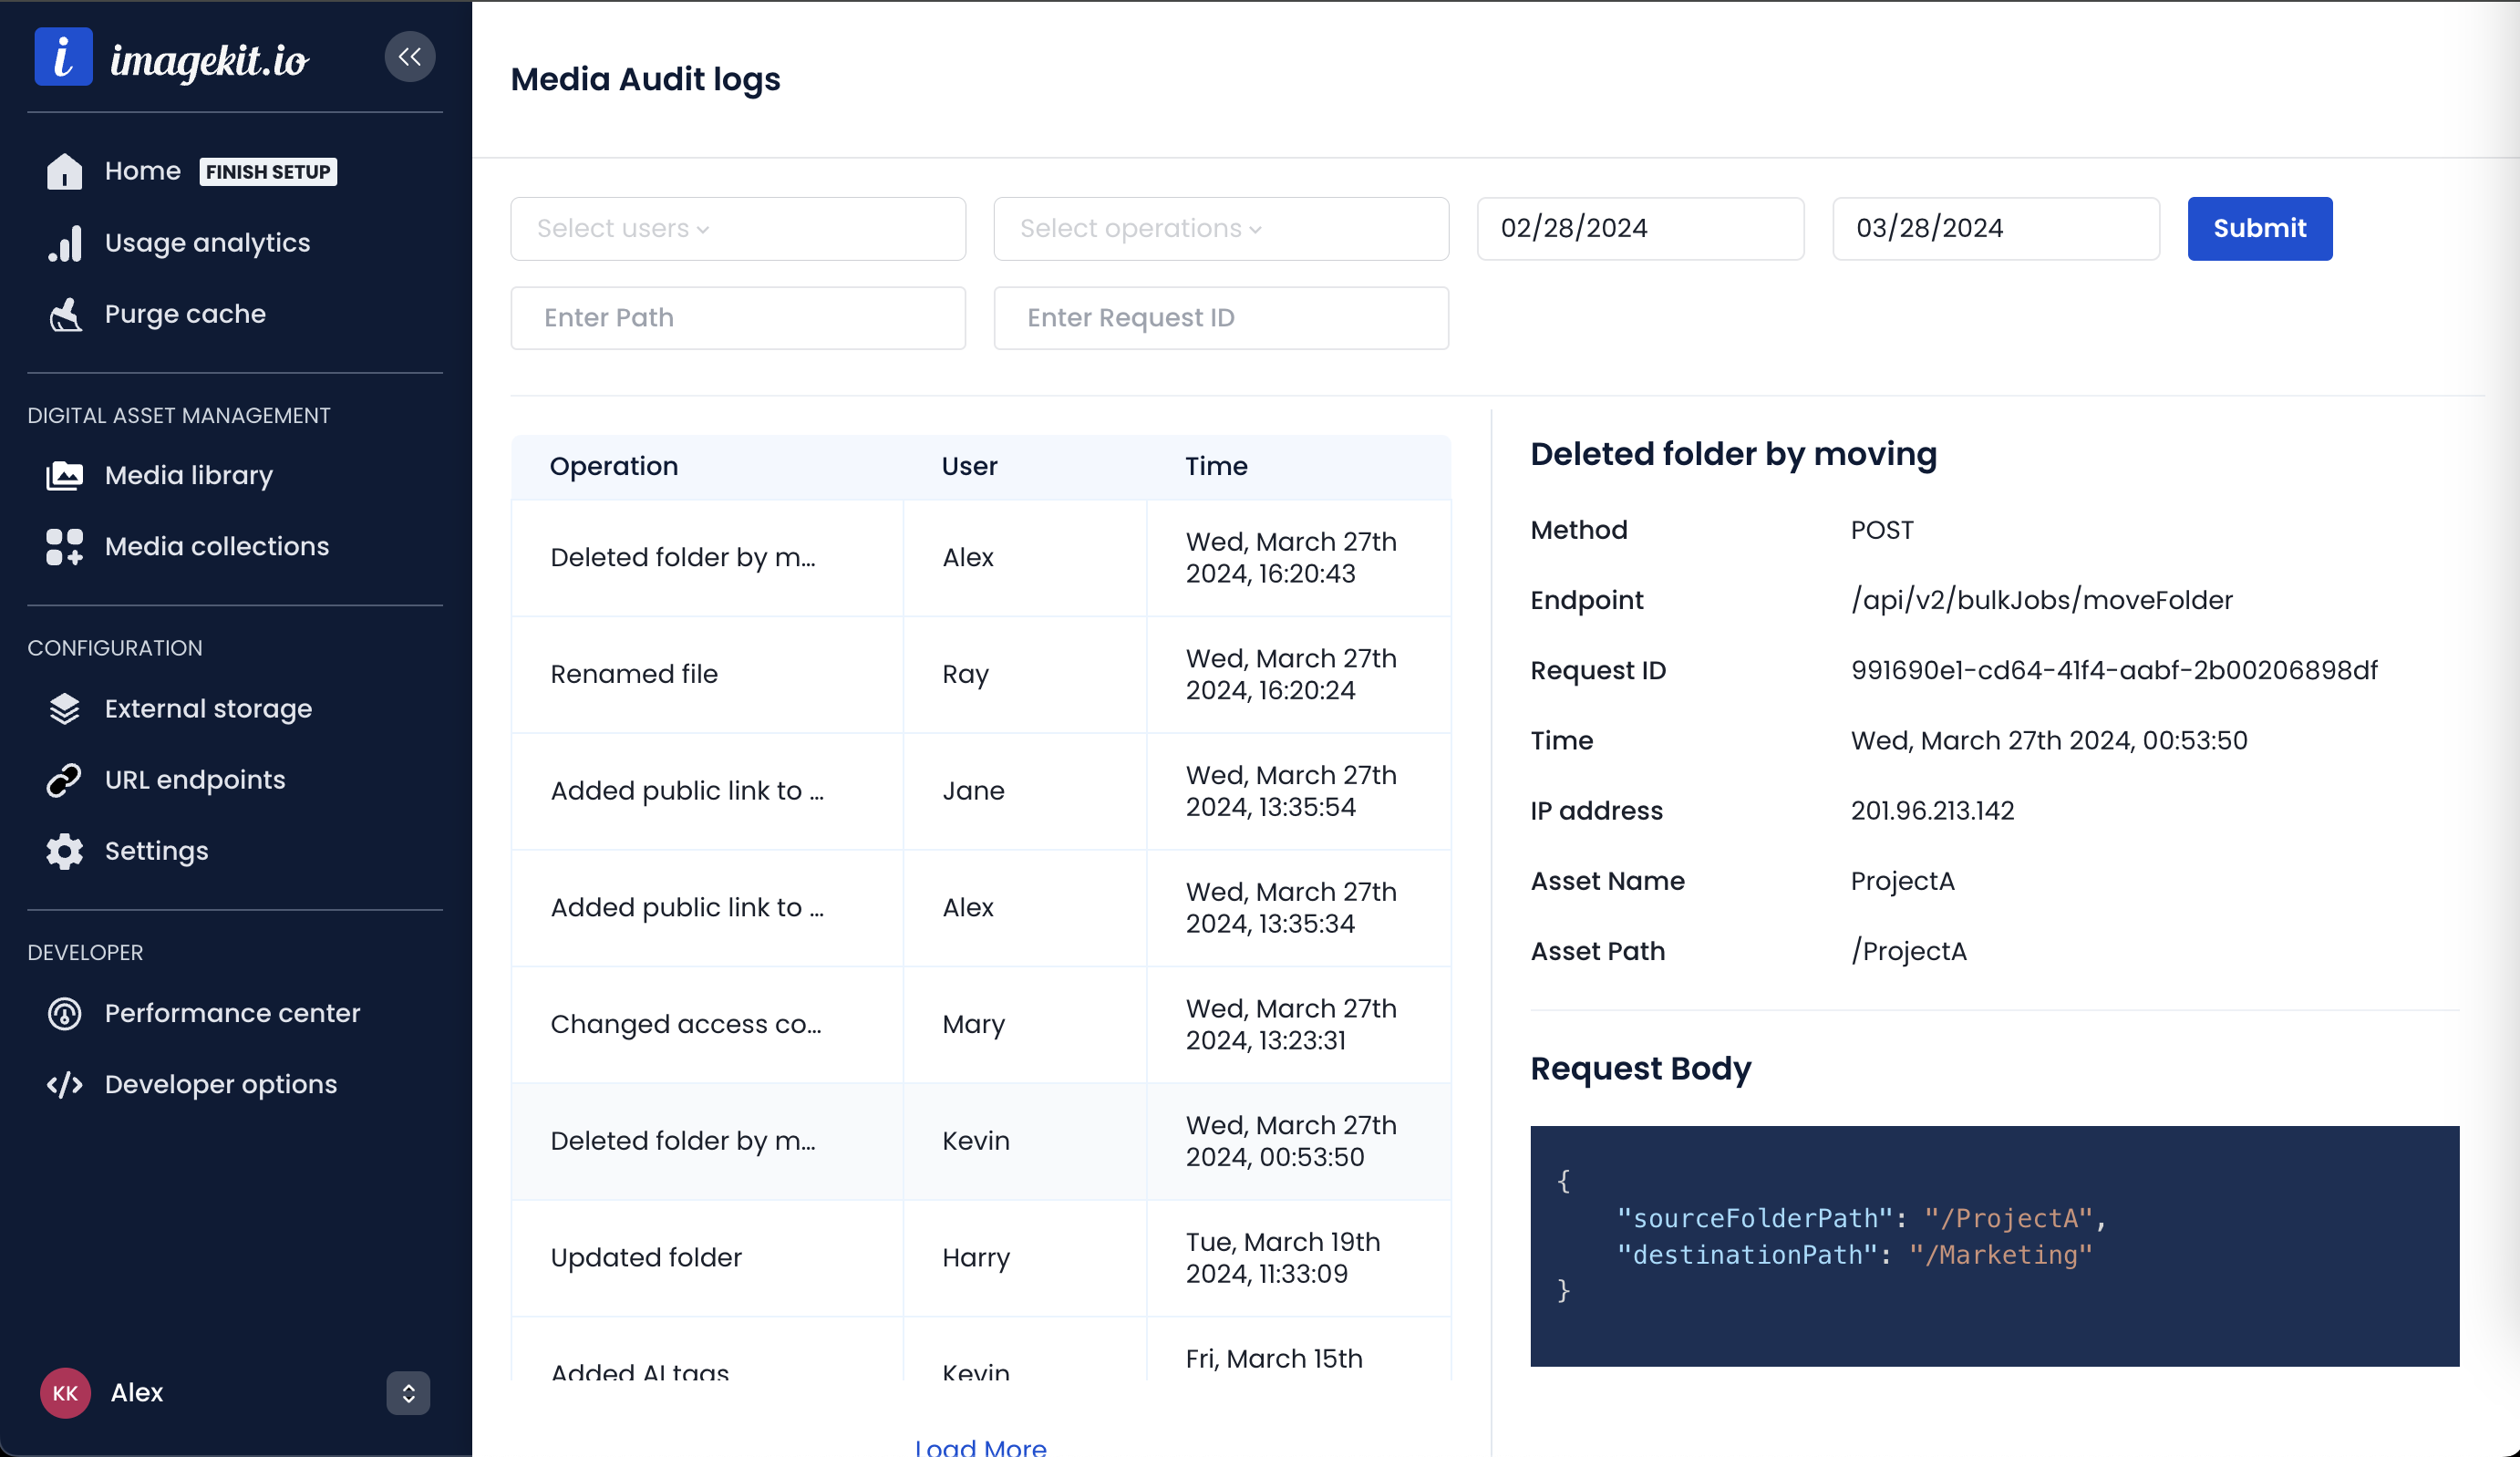 i imagekit.io
Home FINISH SETUP
Usage analytics
Purge cache
DIGITAL ASSET MANAGEMENT
Media library
Media collections
CONFIGURATION
External storage
URL endpoints
Settings
DEVELOPER
Performance center
Developer options
KK Alex
Media Audit logs
Select users
Select operations
02/28/2024
03/28/2024
Submit
Enter Path
Enter Request ID
Operation User Time
Deleted folder by m... Alex Wed, March 27th
2024, 16:20:43
Renamed file Ray Wed, March 27th
2024, 16:20:24
Added public link to ... Jane Wed, March 27th
2024, 13:35:54
Added public link to ... Alex Wed, March 27th
2024, 13:35:34
Changed access co... Mary Wed, March 27th
2024, 13:23:31
Deleted folder by m... Kevin Wed, March 27th
2024, 00:53:50
Updated folder Harry Tue, March 19th
2024, 11:33:09
Added AI tags Kevin Fri, March 15th
Load More
Deleted folder by moving
Method POST
Endpoint /api/v2/bulkJobs/moveFolder
Request ID 991690e1-cd64-41f4-aabf-2b00206898df
Time Wed, March 27th 2024, 00:53:50
IP address 201.96.213.142
Asset Name ProjectA
Asset Path /ProjectA
Request Body
{
"sourceFolderPath": "/ProjectA",
"destinationPath": "/Marketing"
}